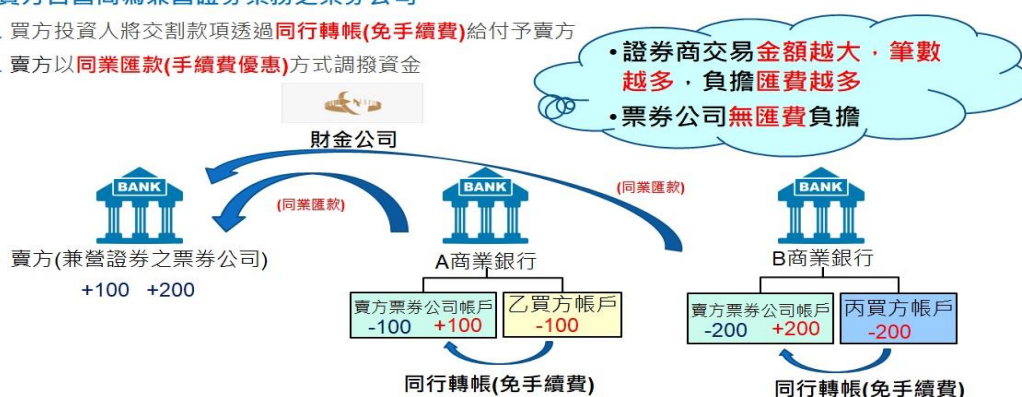 買方投資人將交割款項透過同行轉帳(免手續費)給付予賣方
賣方以同業匯款(手續費優惠)方式調撥資金
•證券商交易金額越大，筆數
越多，負擔匯費越多
•票券公司無匯費負擔
財金公司
BANK
BANK
BANK
(同業匯款)
(同業匯款)
賣方(兼營證券之票券公司)
+100 +200
A商業銀行
B商業銀行
賣方票券公司帳戶
-100 +100
乙買方帳戶
-100
賣方票券公司帳戶
-200 +200
丙買方帳戶
-200
同行轉帳(免手續費)
同行轉帳(免手續費)